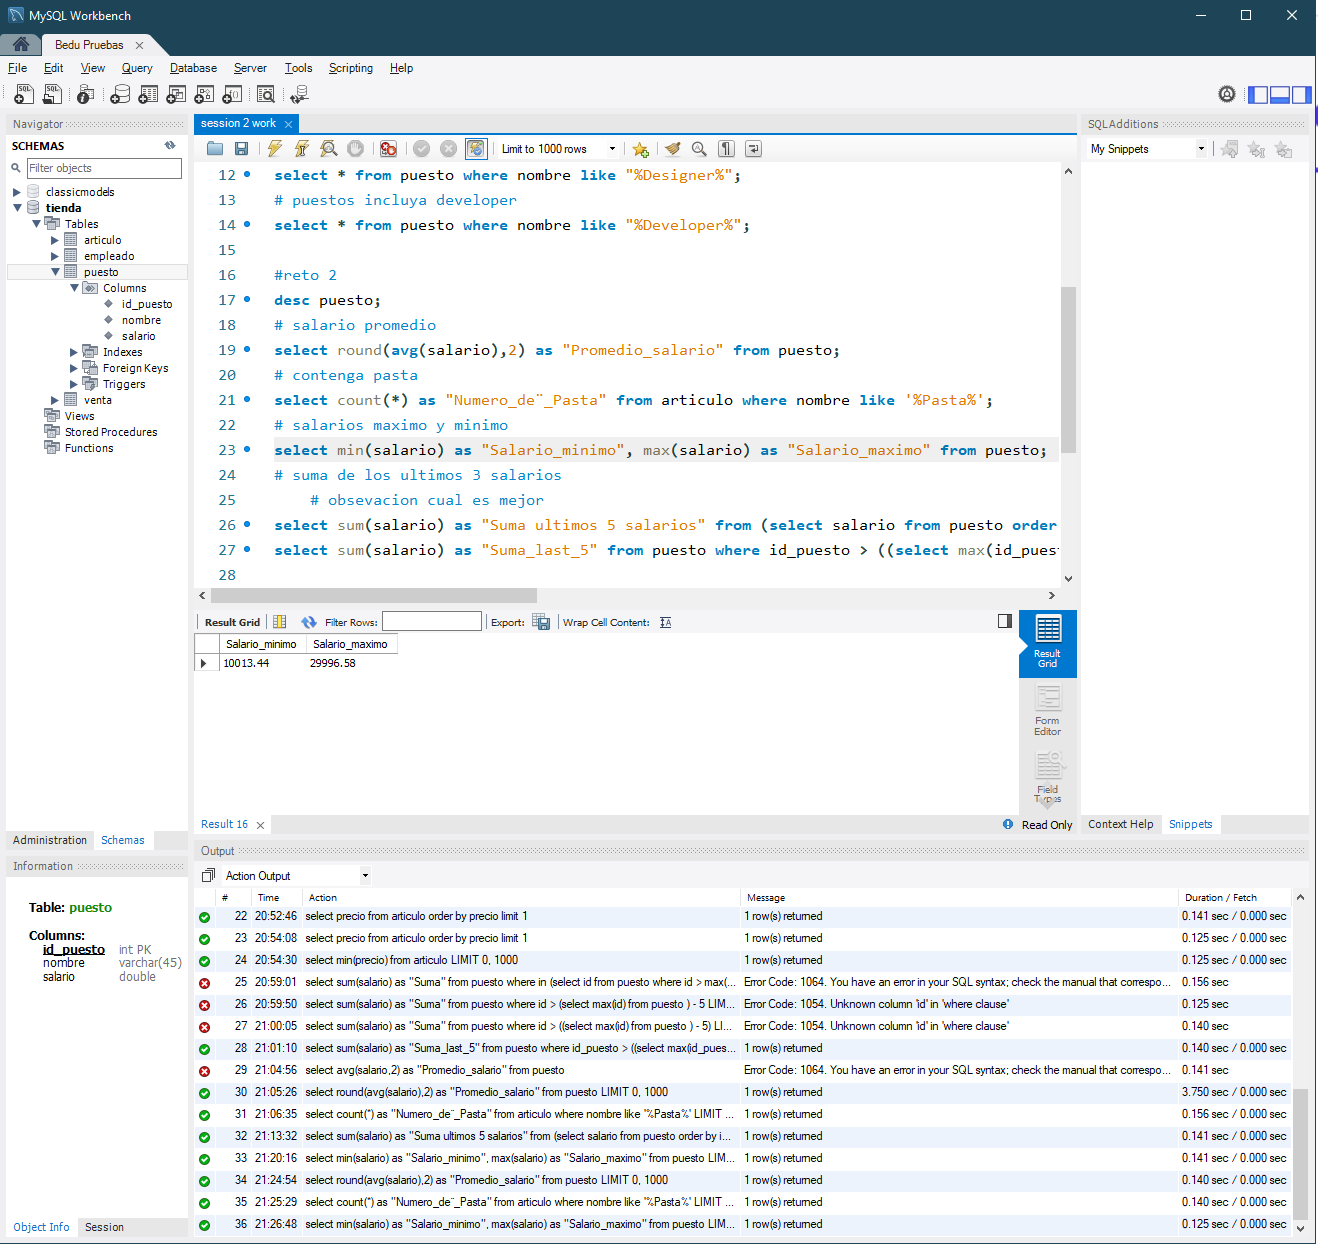 MySQL Workbench
Bedu Pruebas
File Edit View Query Database Server Tools Scripting Help
Navigator
SCHEMAS
Filter objects
classicmodels
tienda
Tables
articulo
empleado
puesto
Columns
id_puesto
nombre
salario
Indexes
Foreign Keys
Triggers
venta
Views
Stored Procedures
Functions
Administration Schemas
Information
Table: puesto
Columns:
id_puesto int PK
nombre varchar(45)
salario double
Object Info Session
session 2 work
Limit to 1000 rows
12 select * from puesto where nombre like "%Designer%";
13 # puestos incluya developer
14 select * from puesto where nombre like "%Developer%";
15
16 #reto 2
17 desc puesto;
18 # salario promedio
19 select round(avg(salario),2) as "Promedio_salario" from puesto;
20 # contenga pasta
21 select count(*) as "Numero_de¨_Pasta" from articulo where nombre like '%Pasta%';
22 # salarios maximo y minimo
23 select min(salario) as "Salario_minimo", max(salario) as "Salario_maximo" from puesto;
24 # suma de los ultimos 3 salarios
25 # obsevacion cual es mejor
26 select sum(salario) as "Suma ultimos 5 salarios" from (select salario from puesto order
27 select sum(salario) as "Suma_last_5" from puesto where id_puesto > ((select max(id_pues
28
Result Grid Filter Rows: Export: Wrap Cell Content:
Salario_minimo Salario_maximo
10013.44 29996.58
Result Grid
Form Editor
Field Types
Result 16
Read Only
SQLAdditions
My Snippets
Context Help Snippets
Output
Action Output
# Time Action Message Duration / Fetch
22 20:52:46 select precio from articulo order by precio limit 1 1 row(s) returned 0.141 sec / 0.000 sec
23 20:54:08 select precio from articulo order by precio limit 1 1 row(s) returned 0.125 sec / 0.000 sec
24 20:54:30 select min(precio) from articulo LIMIT 0, 1000 1 row(s) returned 0.125 sec / 0.000 sec
25 20:59:01 select sum(salario) as "Suma" from puesto where in (select id from puesto where id > max(... Error Code: 1064. You have an error in your SQL syntax; check the manual that correspo... 0.156 sec
26 20:59:50 select sum(salario) as "Suma" from puesto where id > (select max(id) from puesto ) - 5 LIM... Error Code: 1054. Unknown column 'id' in 'where clause' 0.125 sec
27 21:00:05 select sum(salario) as "Suma" from puesto where id > ((select max(id) from puesto ) - 5) LI... Error Code: 1054. Unknown column 'id' in 'where clause' 0.140 sec
28 21:01:10 select sum(salario) as "Suma_last_5" from puesto where id_puesto > ((select max(id_pues... 1 row(s) returned 0.140 sec / 0.000 sec
29 21:04:56 select avg(salario,2) as "Promedio_salario" from puesto Error Code: 1064. You have an error in your SQL syntax; check the manual that correspo... 0.141 sec
30 21:05:26 select round(avg(salario),2) as "Promedio_salario" from puesto LIMIT 0, 1000 1 row(s) returned 3.750 sec / 0.000 sec
31 21:06:35 select count(*) as "Numero_de¨_Pasta" from articulo where nombre like '%Pasta%' LIMIT ... 1 row(s) returned 0.156 sec / 0.000 sec
32 21:13:32 select sum(salario) as "Suma ultimos 5 salarios" from (select salario from puesto order by i... 1 row(s) returned 0.141 sec / 0.000 sec
33 21:20:16 select min(salario) as "Salario_minimo", max(salario) as "Salario_maximo" from puesto LIM... 1 row(s) returned 0.141 sec / 0.000 sec
34 21:24:54 select round(avg(salario),2) as "Promedio_salario" from puesto LIMIT 0, 1000 1 row(s) returned 0.140 sec / 0.000 sec
35 21:25:29 select count(*) as "Numero_de¨_Pasta" from articulo where nombre like '%Pasta%' LIMIT ... 1 row(s) returned 0.140 sec / 0.000 sec
36 21:26:48 select min(salario) as "Salario_minimo", max(salario) as "Salario_maximo" from puesto LIM... 1 row(s) returned 0.125 sec / 0.000 sec